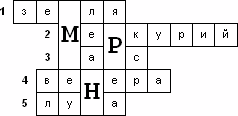 1 з е л я
2 М е Р к у р и й
3 а с
4 в е Н е р а
5 л у а